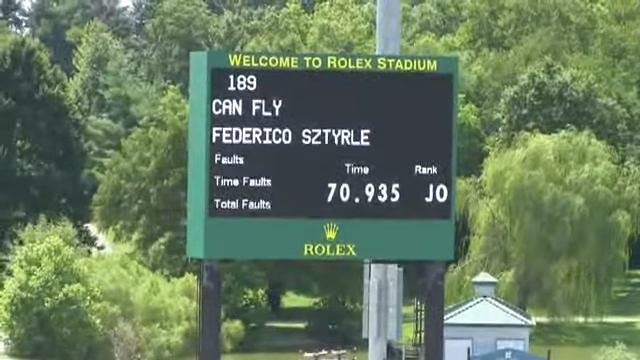 WELCOME TO ROLEX STADIUM
189
CAN FLY
FEDERICO SZTYRLE
Faults
Time Rank
Time Faults
70.935 JO
Total Faults
ROLEX